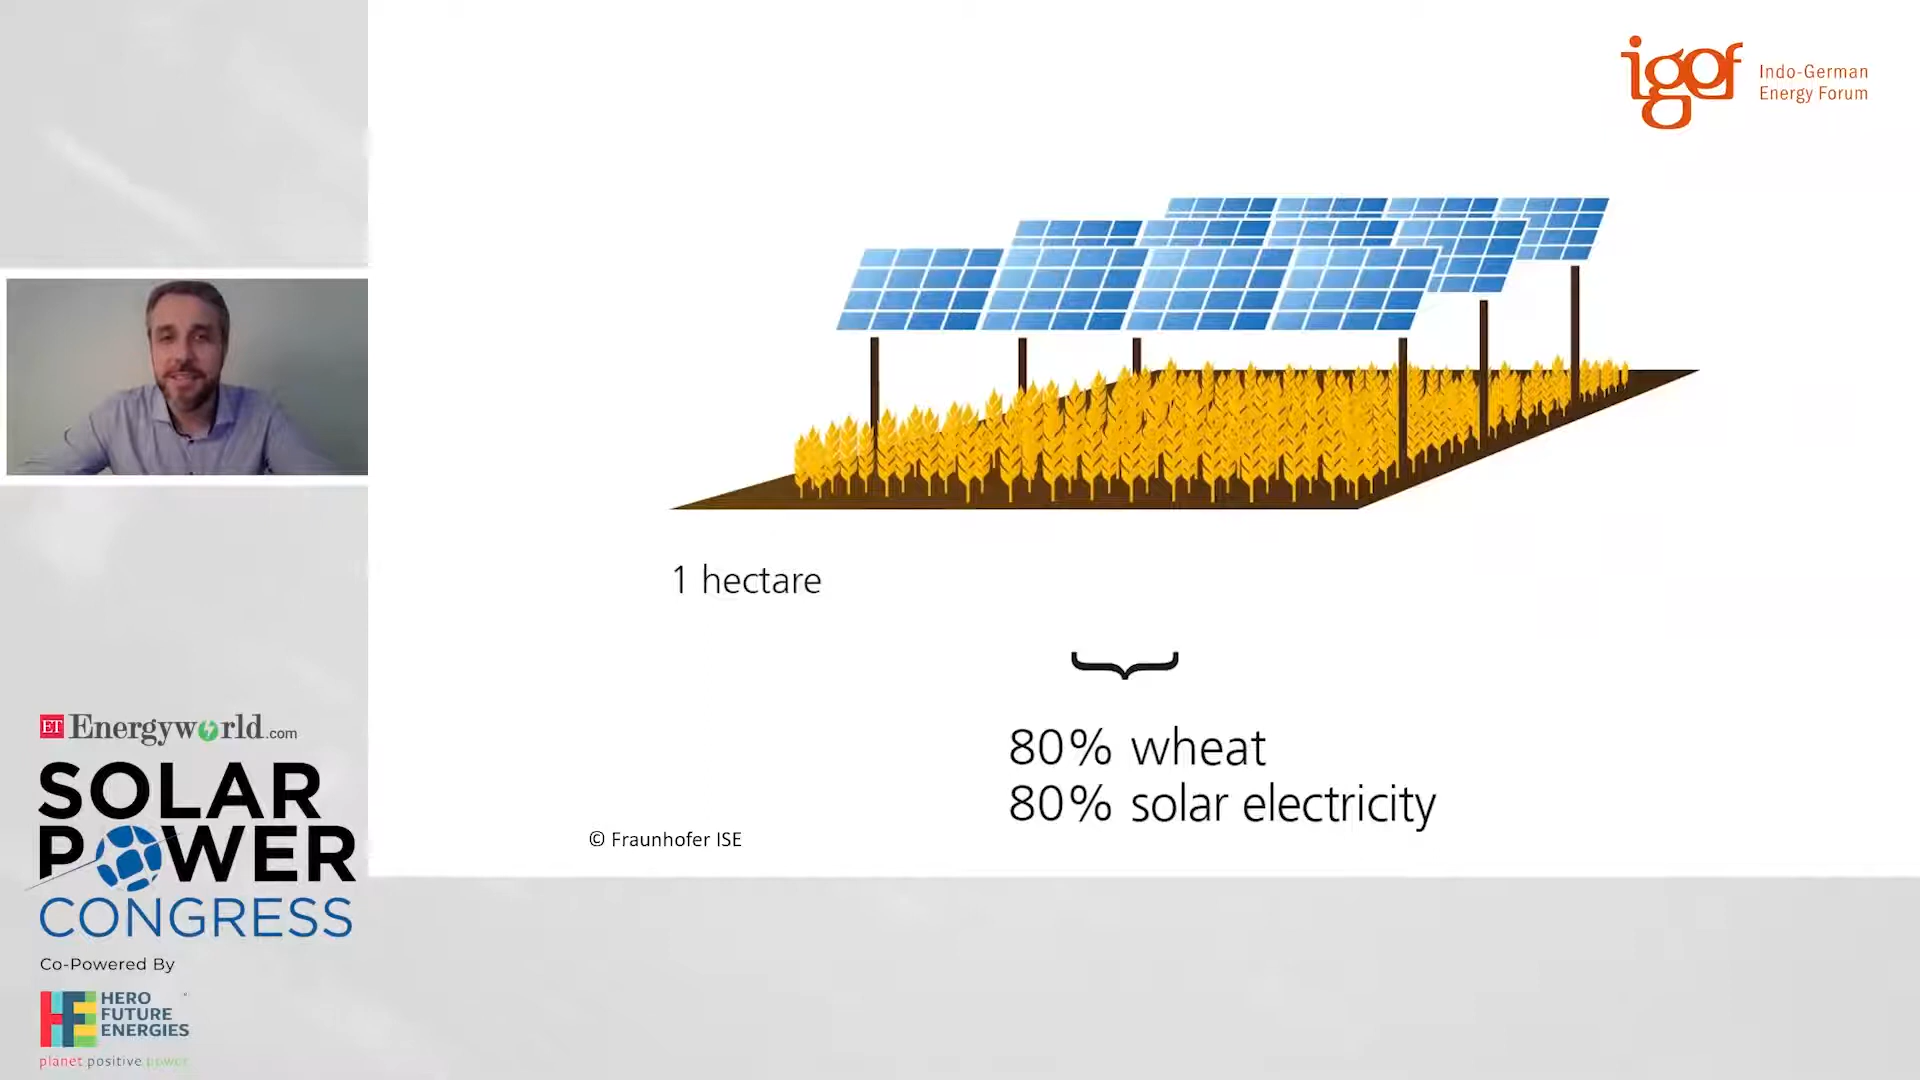 igef
Indo-German
Energy Forum
1 hectare
80% wheat
80% solar electricity
© Fraunhofer ISE
ET Energyworld.com
SOLAR
POWER
CONGRESS
Co-Powered By
HF HERO
FUTURE
ENERGIES
planet positive power